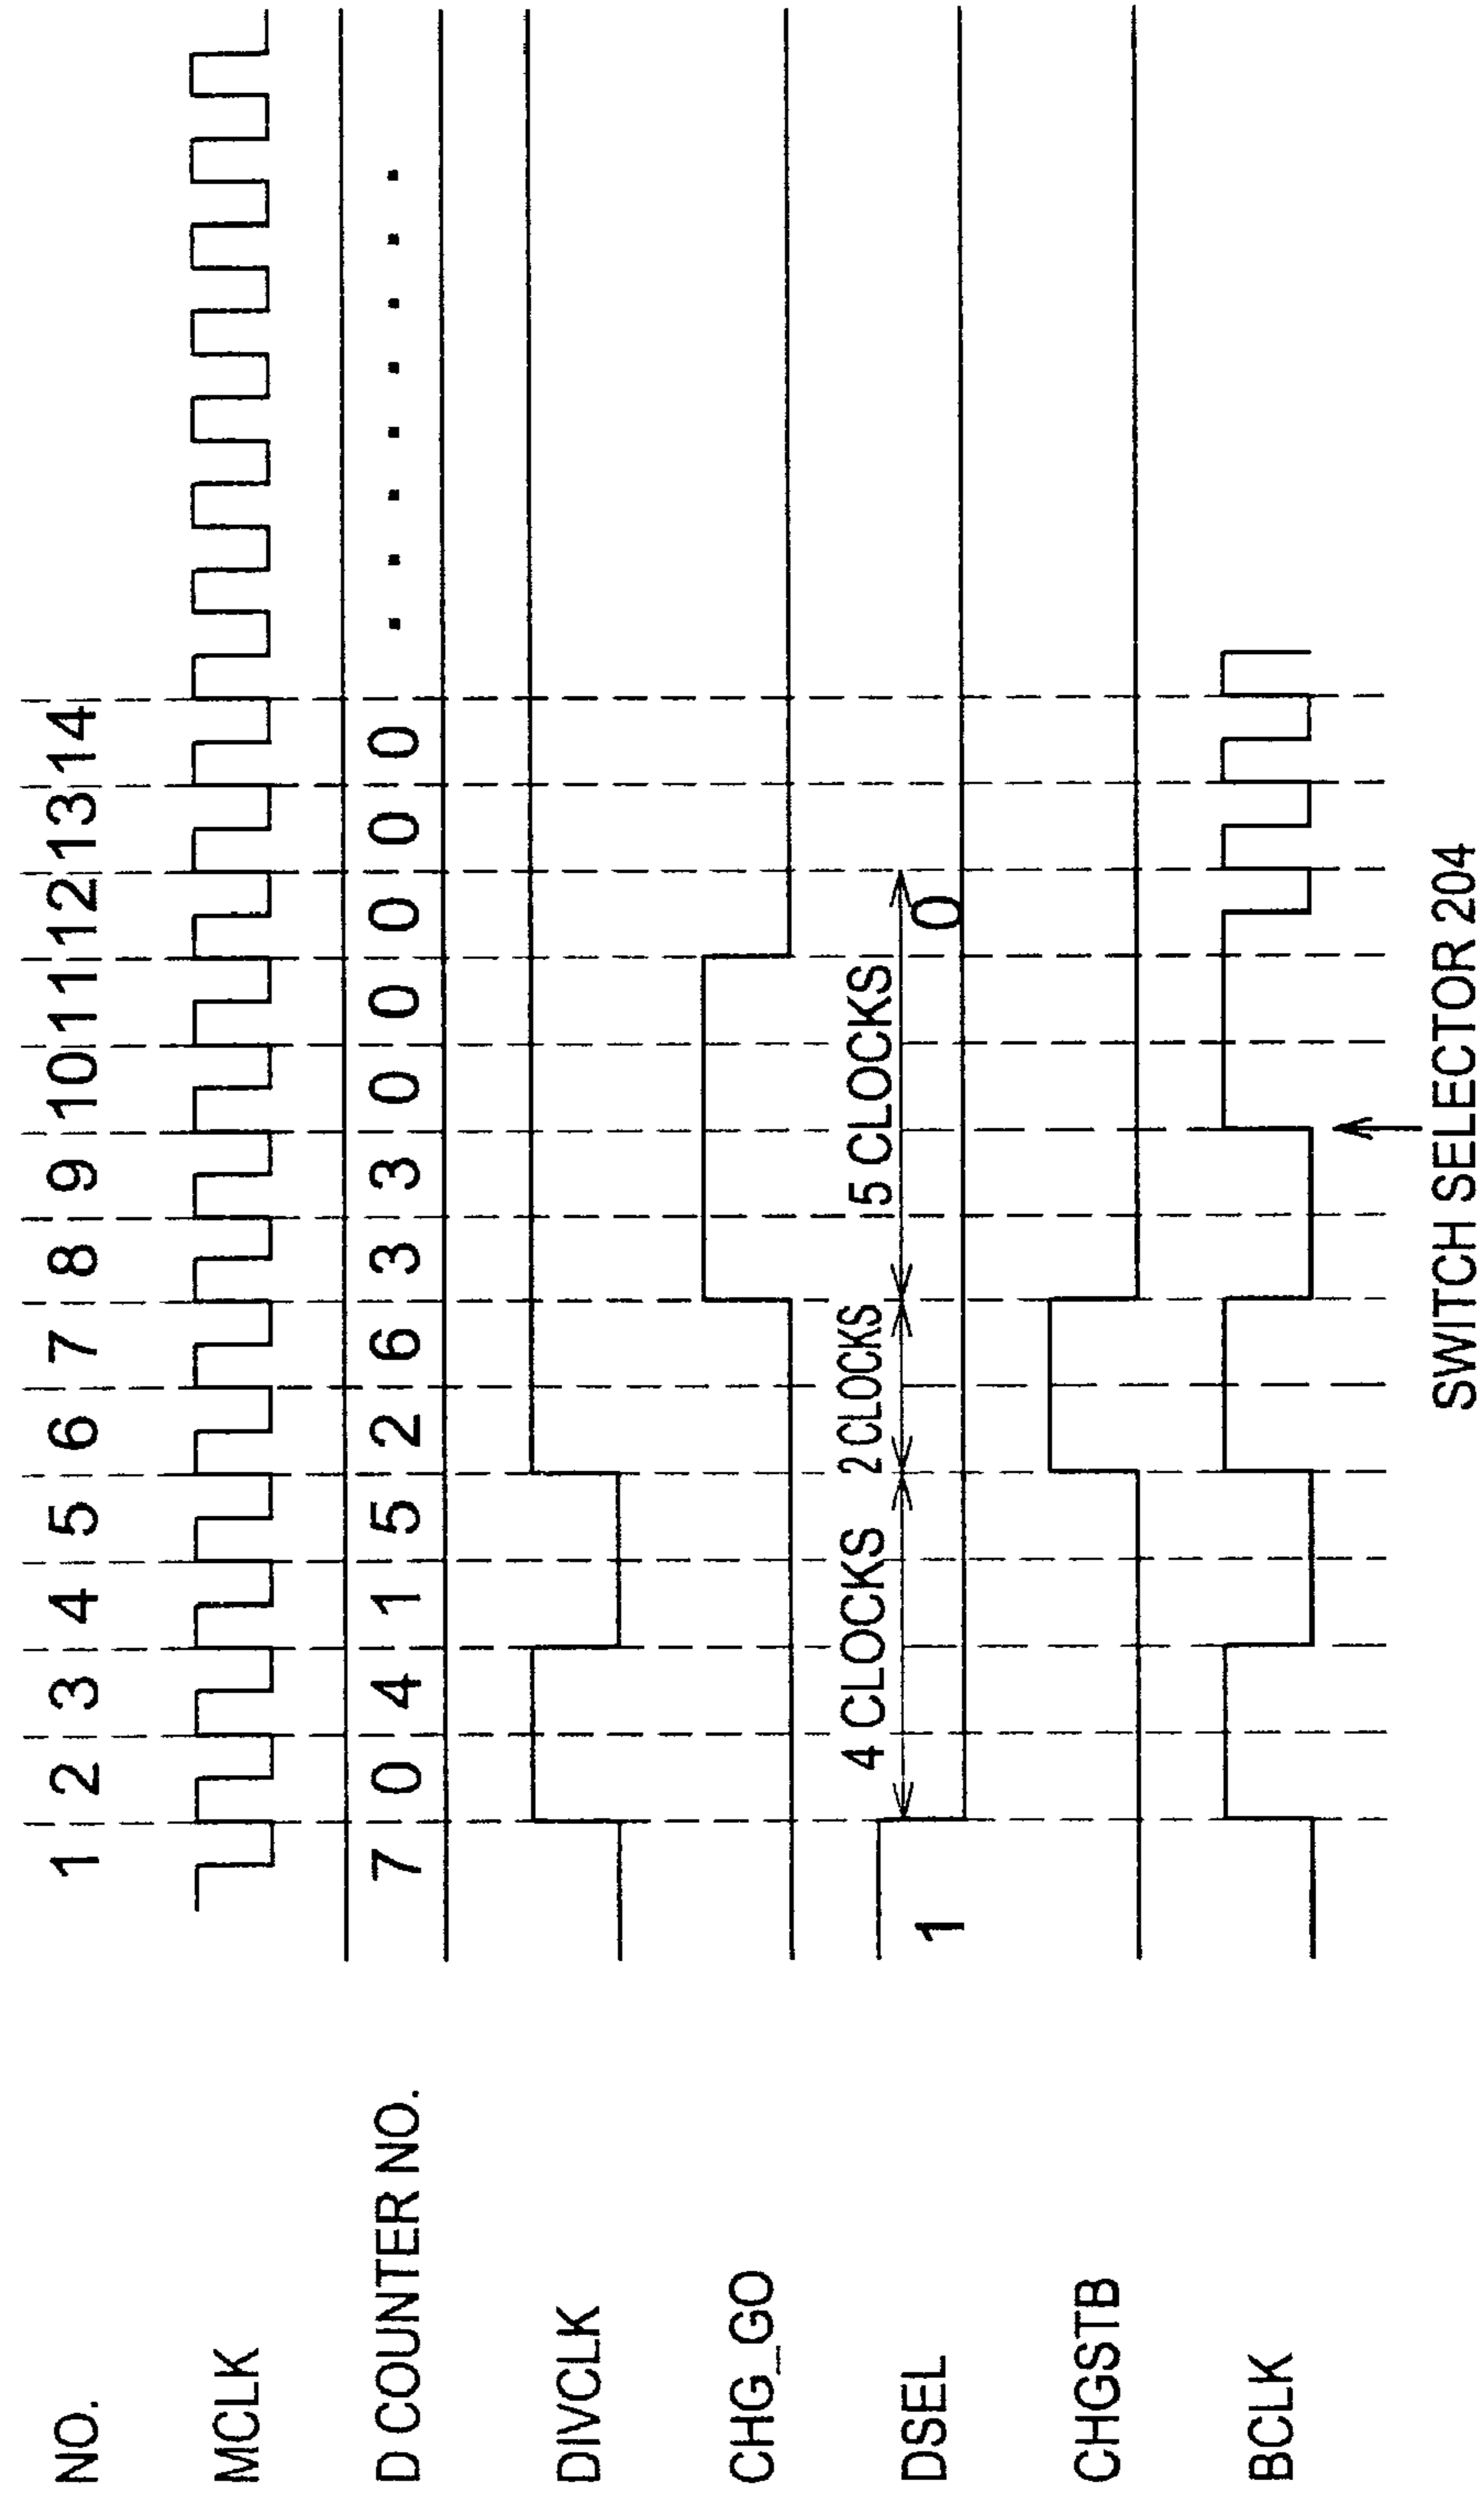 NO. 1 2 3 4 5 6 7 8 9 10 11 12 13 14
MCLK
D COUNTER NO. 7 0 4 1 5 2 6 3 3 0 0 0 0 0 . . . . . . . .
DIVCLK
CHG_GO
4 CLOCKS 2 CLOCKS 5 CLOCKS
DSEL 1 0
CHGSTB
BCLK
SWITCH SELECTOR 204